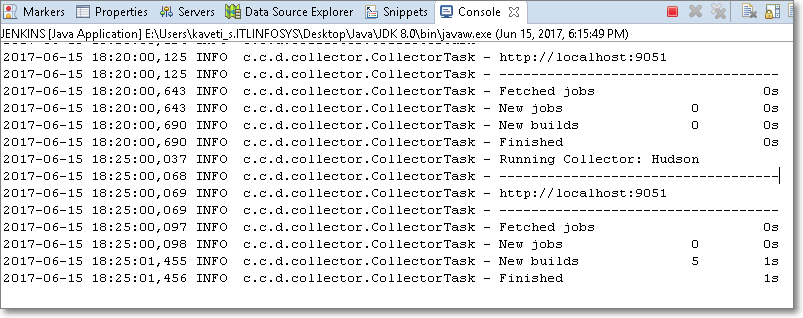 Markers Properties Servers Data Source Explorer Snippets Console
JENKINS [Java Application] E:\Users\kaveti_s.ITLINFOSYS\Desktop\Java\JDK 8.0\bin\javaw.exe (Jun 15, 2017, 6:15:49 PM)
2017-06-15 18:20:00,125 INFO c.c.d.collector.CollectorTask - http://localhost:9051
2017-06-15 18:20:00,125 INFO c.c.d.collector.CollectorTask - -----------------------------------
2017-06-15 18:20:00,643 INFO c.c.d.collector.CollectorTask - Fetched jobs 0s
2017-06-15 18:20:00,643 INFO c.c.d.collector.CollectorTask - New jobs 0 0s
2017-06-15 18:20:00,690 INFO c.c.d.collector.CollectorTask - New builds 0 0s
2017-06-15 18:20:00,690 INFO c.c.d.collector.CollectorTask - Finished 0s
2017-06-15 18:25:00,037 INFO c.c.d.collector.CollectorTask - Running Collector: Hudson
2017-06-15 18:25:00,068 INFO c.c.d.collector.CollectorTask - -----------------------------------
2017-06-15 18:25:00,069 INFO c.c.d.collector.CollectorTask - http://localhost:9051
2017-06-15 18:25:00,069 INFO c.c.d.collector.CollectorTask - -----------------------------------
2017-06-15 18:25:00,097 INFO c.c.d.collector.CollectorTask - Fetched jobs 0s
2017-06-15 18:25:00,098 INFO c.c.d.collector.CollectorTask - New jobs 0 0s
2017-06-15 18:25:01,455 INFO c.c.d.collector.CollectorTask - New builds 5 1s
2017-06-15 18:25:01,456 INFO c.c.d.collector.CollectorTask - Finished 1s